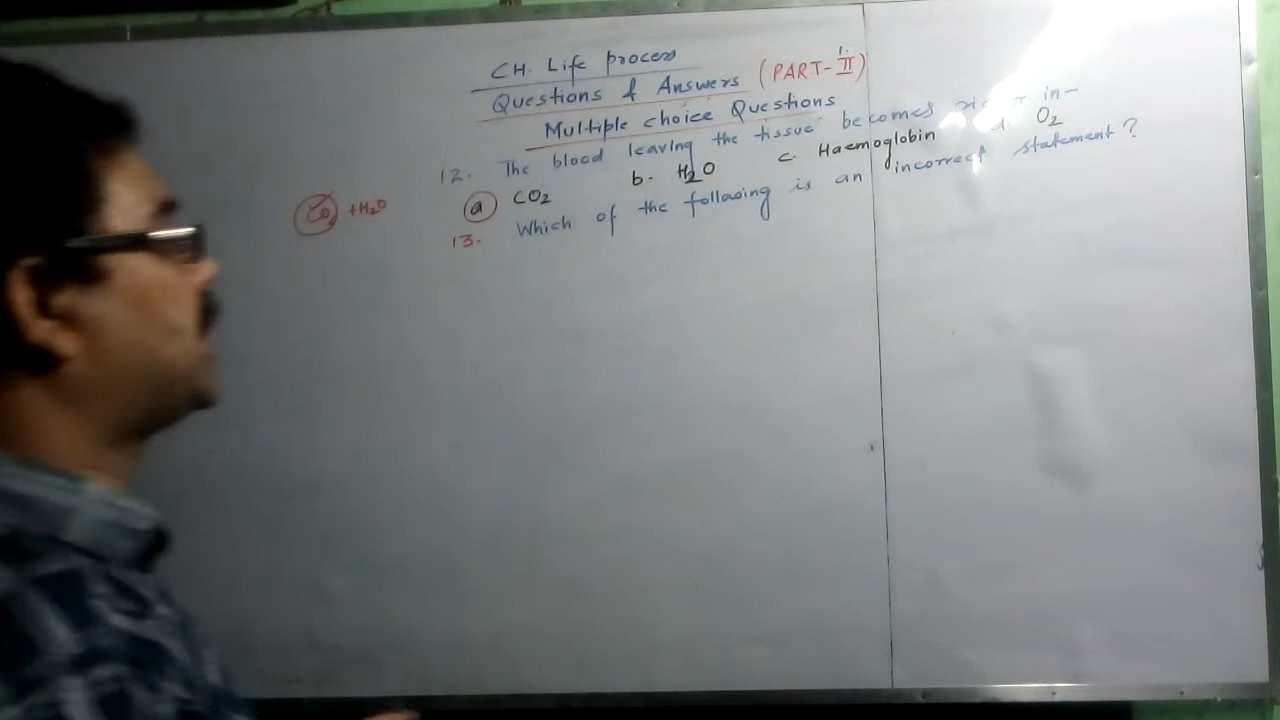 CH. Life process
Questions & Answers (PART-II)
Multiple choice Questions
12. The blood leaving the tissue becomes in-
a CO2 b. H2O c. Haemoglobin d. O2
13. Which of the follaoing is an incorrect statement?
CO2 +H2O